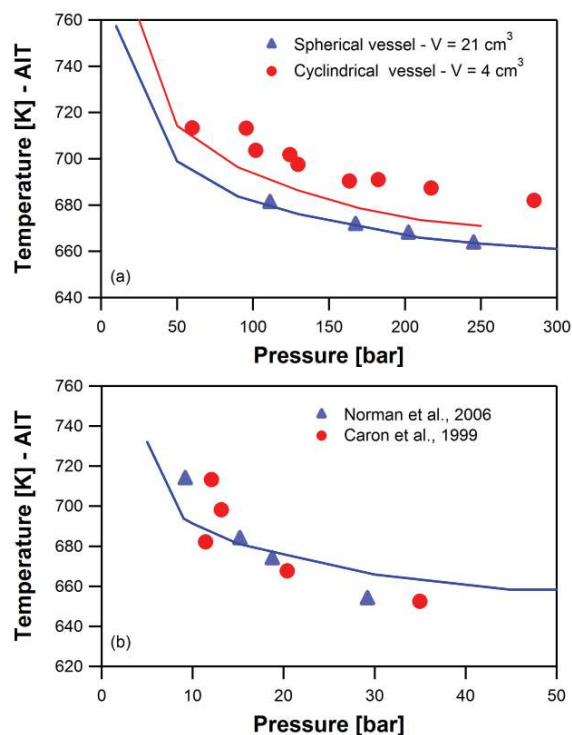 760
740
720
700
680
660
640
Temperature [K] - AIT
Spherical vessel - V = 21 cm³
Cyclindrical vessel - V = 4 cm³
(a)
0 50 100 150 200 250 300
Pressure [bar]
760
740
720
700
680
660
640
620
Temperature [K] - AIT
Norman et al., 2006
Caron et al., 1999
(b)
0 10 20 30 40 50
Pressure [bar]